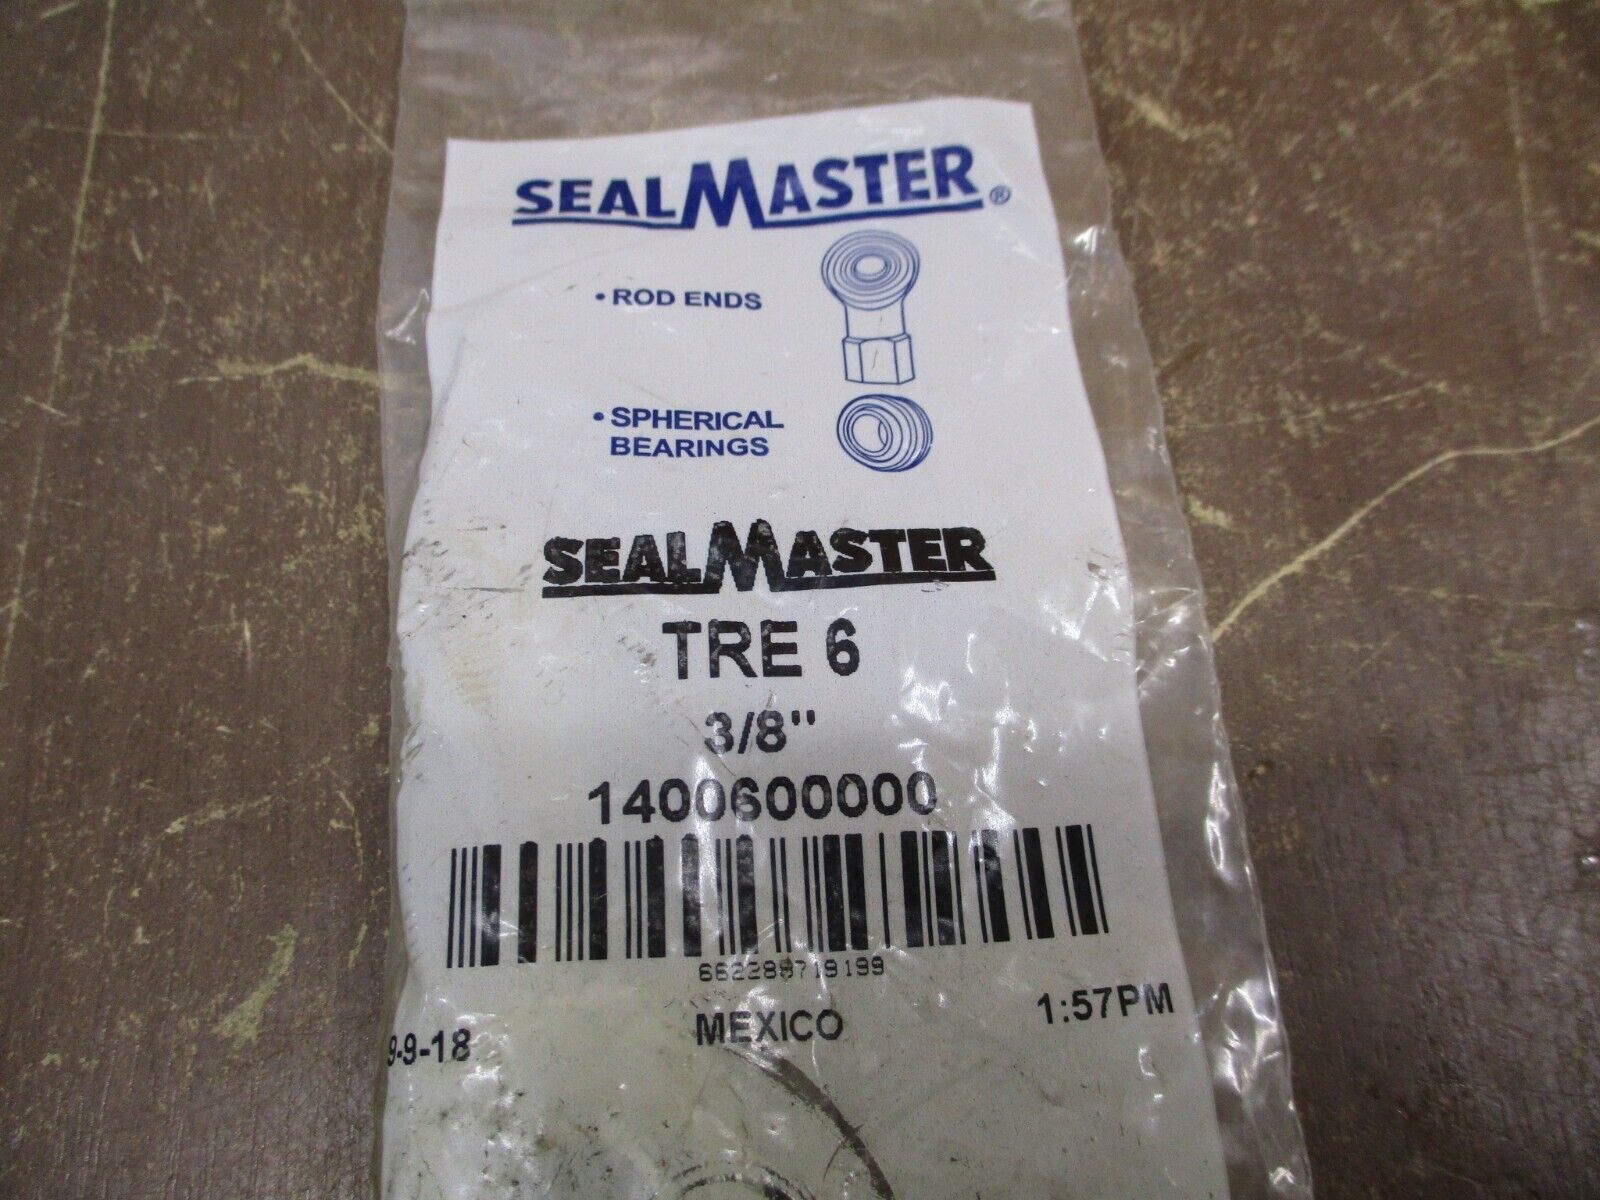 SEALMASTER®
• ROD ENDS
• SPHERICAL
BEARINGS
SEALMASTER
TRE 6
3/8"
1400600000
662288719199
9-9-18 MEXICO 1:57PM